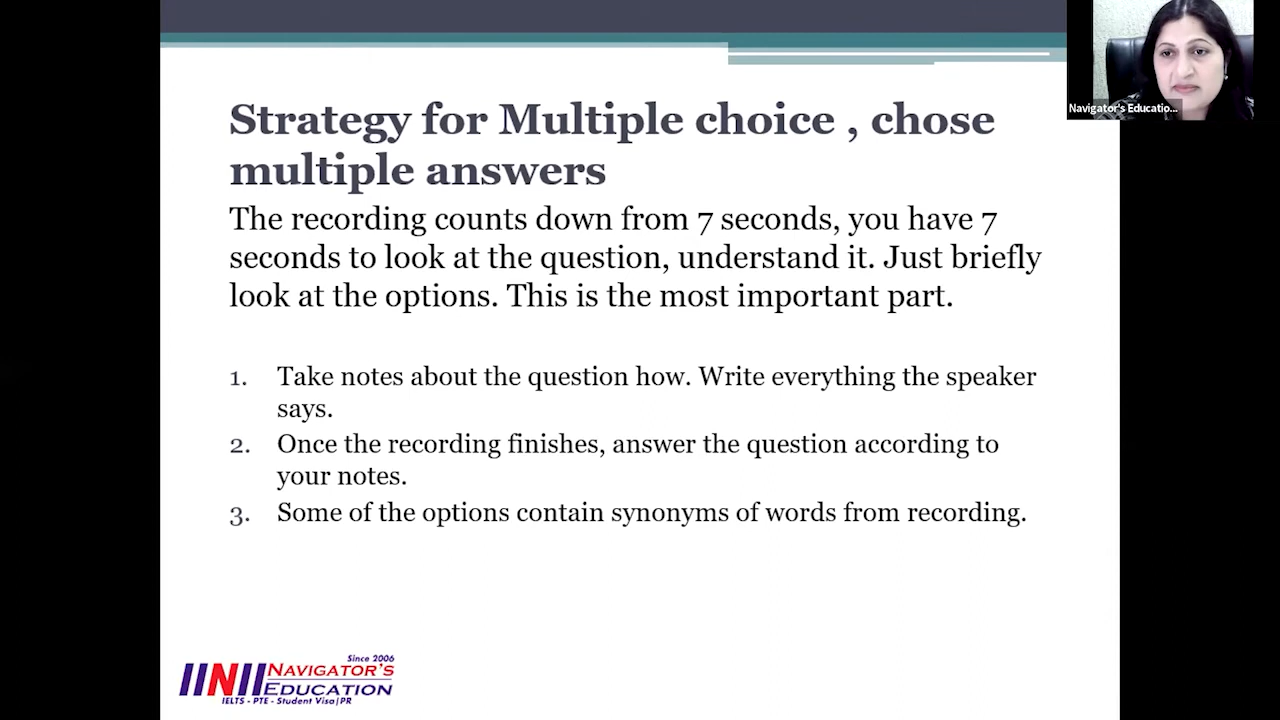 Strategy for Multiple choice , chose
multiple answers
The recording counts down from 7 seconds, you have 7
seconds to look at the question, understand it. Just briefly
look at the options. This is the most important part.
1. Take notes about the question how. Write everything the speaker
says.
2. Once the recording finishes, answer the question according to
your notes.
3. Some of the options contain synonyms of words from recording.
Navigator's Educatio...
Since 2006
NAVIGATOR'S
EDUCATION
IELTS - PTE - Student Visa|PR